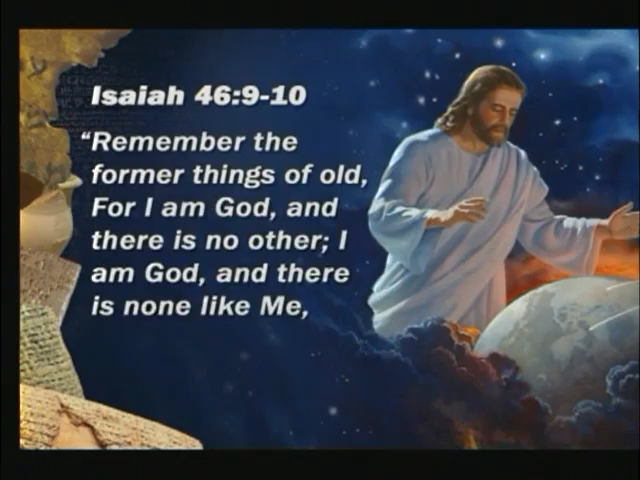 Isaiah 46:9-10
“Remember the
former things of old,
For I am God, and
there is no other; I
am God, and there
is none like Me,